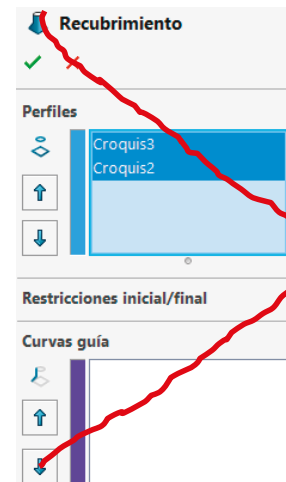 Recubrimiento
Perfiles
Croquis3
Croquis2
Restricciones inicial/final
Curvas guía